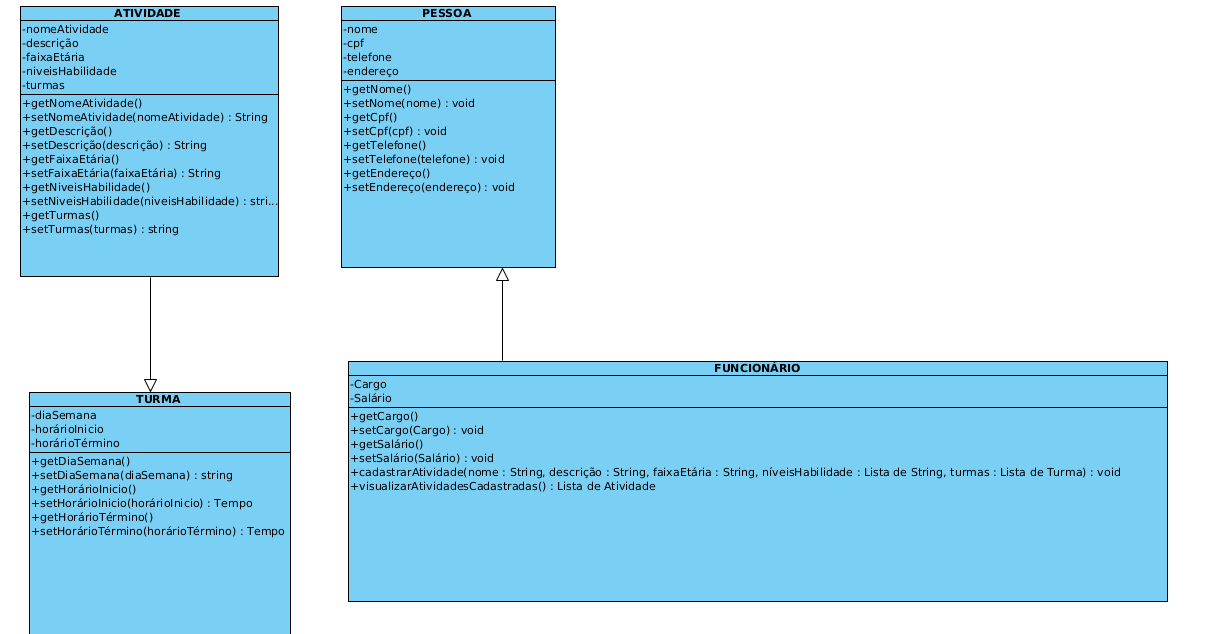 ATIVIDADE
-nomeAtividade
-descrição
-faixaEtária
-niveisHabilidade
-turmas
+getNomeAtividade()
+setNomeAtividade(nomeAtividade) : String
+getDescrição()
+setDescrição(descrição) : String
+getFaixaEtária()
+setFaixaEtária(faixaEtária) : String
+getNiveisHabilidade()
+setNiveisHabilidade(niveisHabilidade) : stri...
+getTurmas()
+setTurmas(turmas) : string
PESSOA
-nome
-cpf
-telefone
-endereço
+getNome()
+setNome(nome) : void
+getCpf()
+setCpf(cpf) : void
+getTelefone()
+setTelefone(telefone) : void
+getEndereço()
+setEndereço(endereço) : void
TURMA
-diaSemana
-horárioInicio
-horárioTérmino
+getDiaSemana()
+setDiaSemana(diaSemana) : string
+getHorárioInicio()
+setHorárioInicio(horárioInicio) : Tempo
+getHorárioTérmino()
+setHorárioTérmino(horárioTérmino) : Tempo
FUNCIONÁRIO
-Cargo
-Salário
+getCargo()
+setCargo(Cargo) : void
+getSalário()
+setSalário(Salário) : void
+cadastrarAtividade(nome : String, descrição : String, faixaEtária : String, níveisHabilidade : Lista de String, turmas : Lista de Turma) : void
+visualizarAtividadesCadastradas() : Lista de Atividade